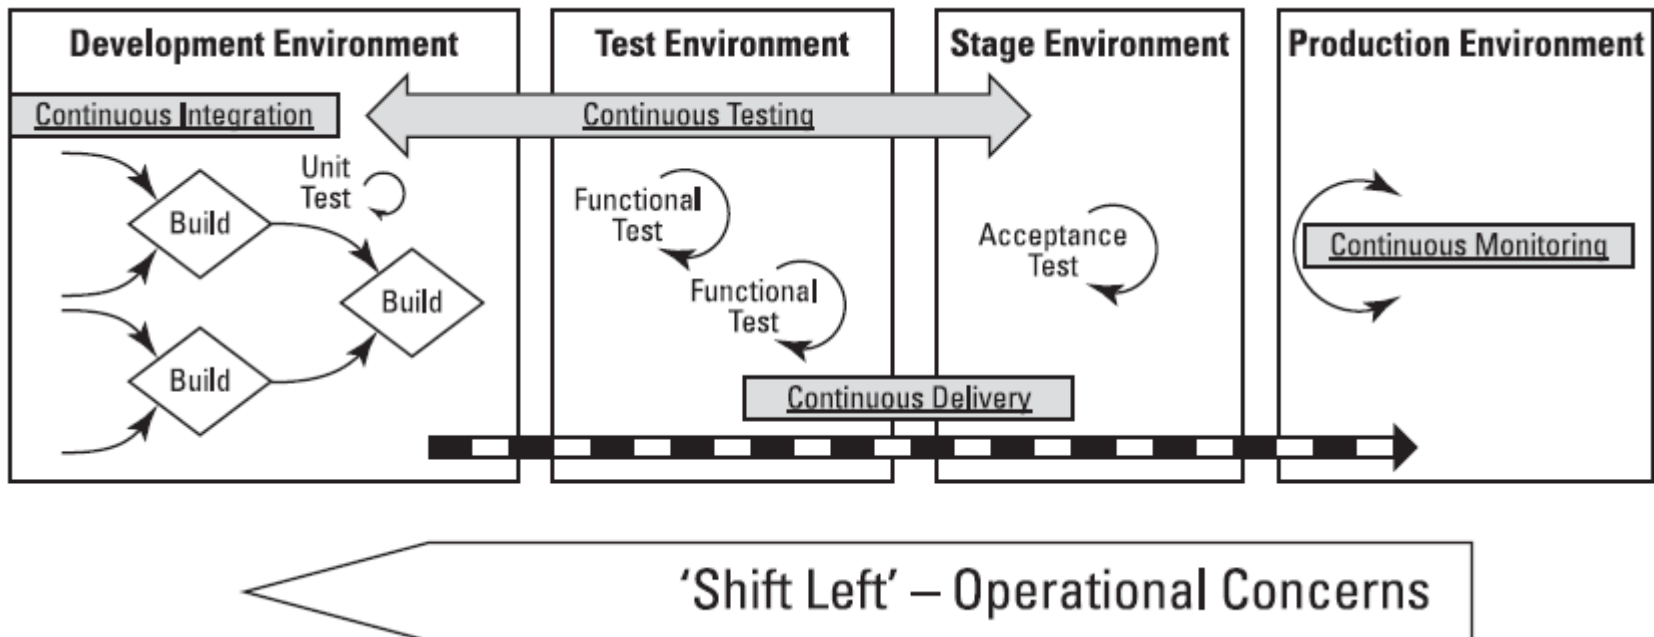 Development Environment
Test Environment
Stage Environment
Production Environment
Continuous Integration
Continuous Testing
Unit
Test
Build
Build
Build
Functional
Test
Functional
Test
Acceptance
Test
Continuous Monitoring
Continuous Delivery
‘Shift Left’ – Operational Concerns